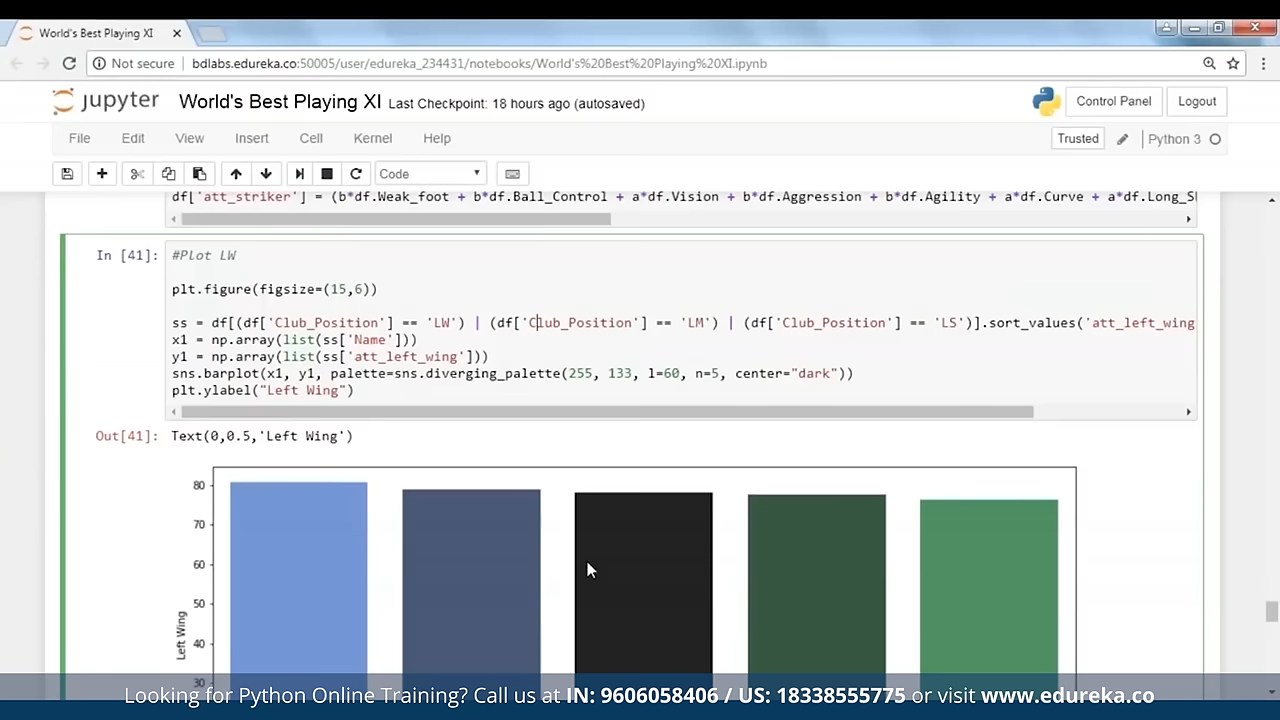 World's Best Playing XI
Not secure | bdlabs.edureka.co:50005/user/edureka_234431/notebooks/World's%20Best%20Playing%20XI.ipynb
jupyter World's Best Playing XI Last Checkpoint: 18 hours ago (autosaved) Control Panel Logout
File Edit View Insert Cell Kernel Help Trusted Python 3
Code
df['att_striker'] = (b*df.Weak_foot + b*df.Ball_Control + a*df.Vision + b*df.Aggression + b*df.Agility + a*df.Curve + a*df.Long_S
In [41]: #Plot LW
plt.figure(figsize=(15,6))
ss = df[(df['Club_Position'] == 'LW') | (df['Club_Position'] == 'LM') | (df['Club_Position'] == 'LS')].sort_values('att_left_wing
x1 = np.array(list(ss['Name']))
y1 = np.array(list(ss['att_left_wing']))
sns.barplot(x1, y1, palette=sns.diverging_palette(255, 133, l=60, n=5, center="dark"))
plt.ylabel("Left Wing")
Out[41]: Text(0,0.5,'Left Wing')
80
70
60
50
40
30
Left Wing
Looking for Python Online Training? Call us at IN: 9606058406 / US: 18338555775 or visit www.edureka.co